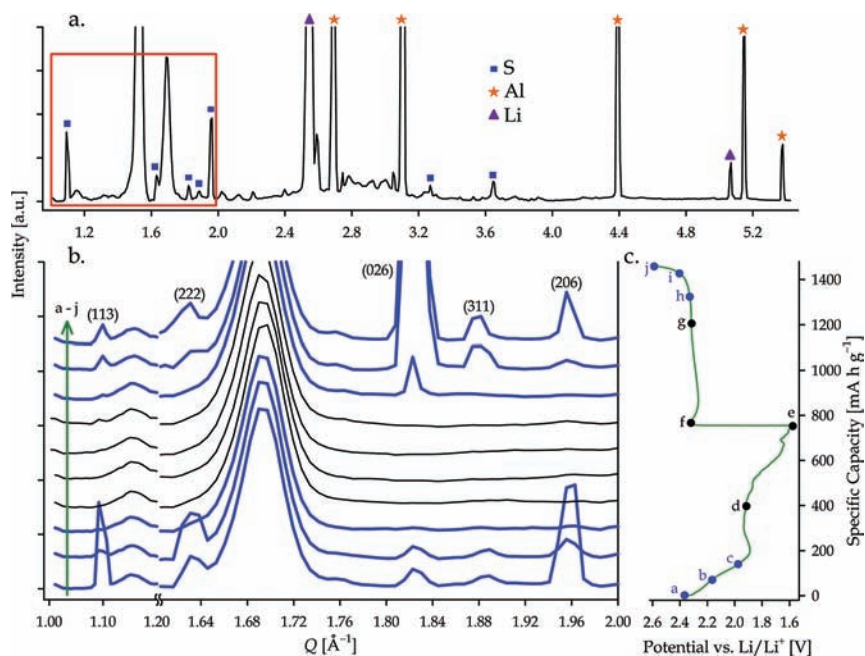 a.
S
Al
Li
Intensity [a.u.]
1.2 1.6 2.0 2.4 2.8 3.2 3.6 4.0 4.4 4.8 5.2
b.
a - j
(113)
(222)
(026)
(311)
(206)
1.00 1.10 1.20 1.64 1.68 1.72 1.76 1.80 1.84 1.88 1.92 1.96 2.00
Q [Å⁻¹]
c.
j
i
h
g
f
e
d
c
b
a
1400
1200
1000
800
600
400
200
0
Specific Capacity [mA h g⁻¹]
2.6 2.4 2.2 2.0 1.8 1.6
Potential vs. Li/Li⁺ [V]